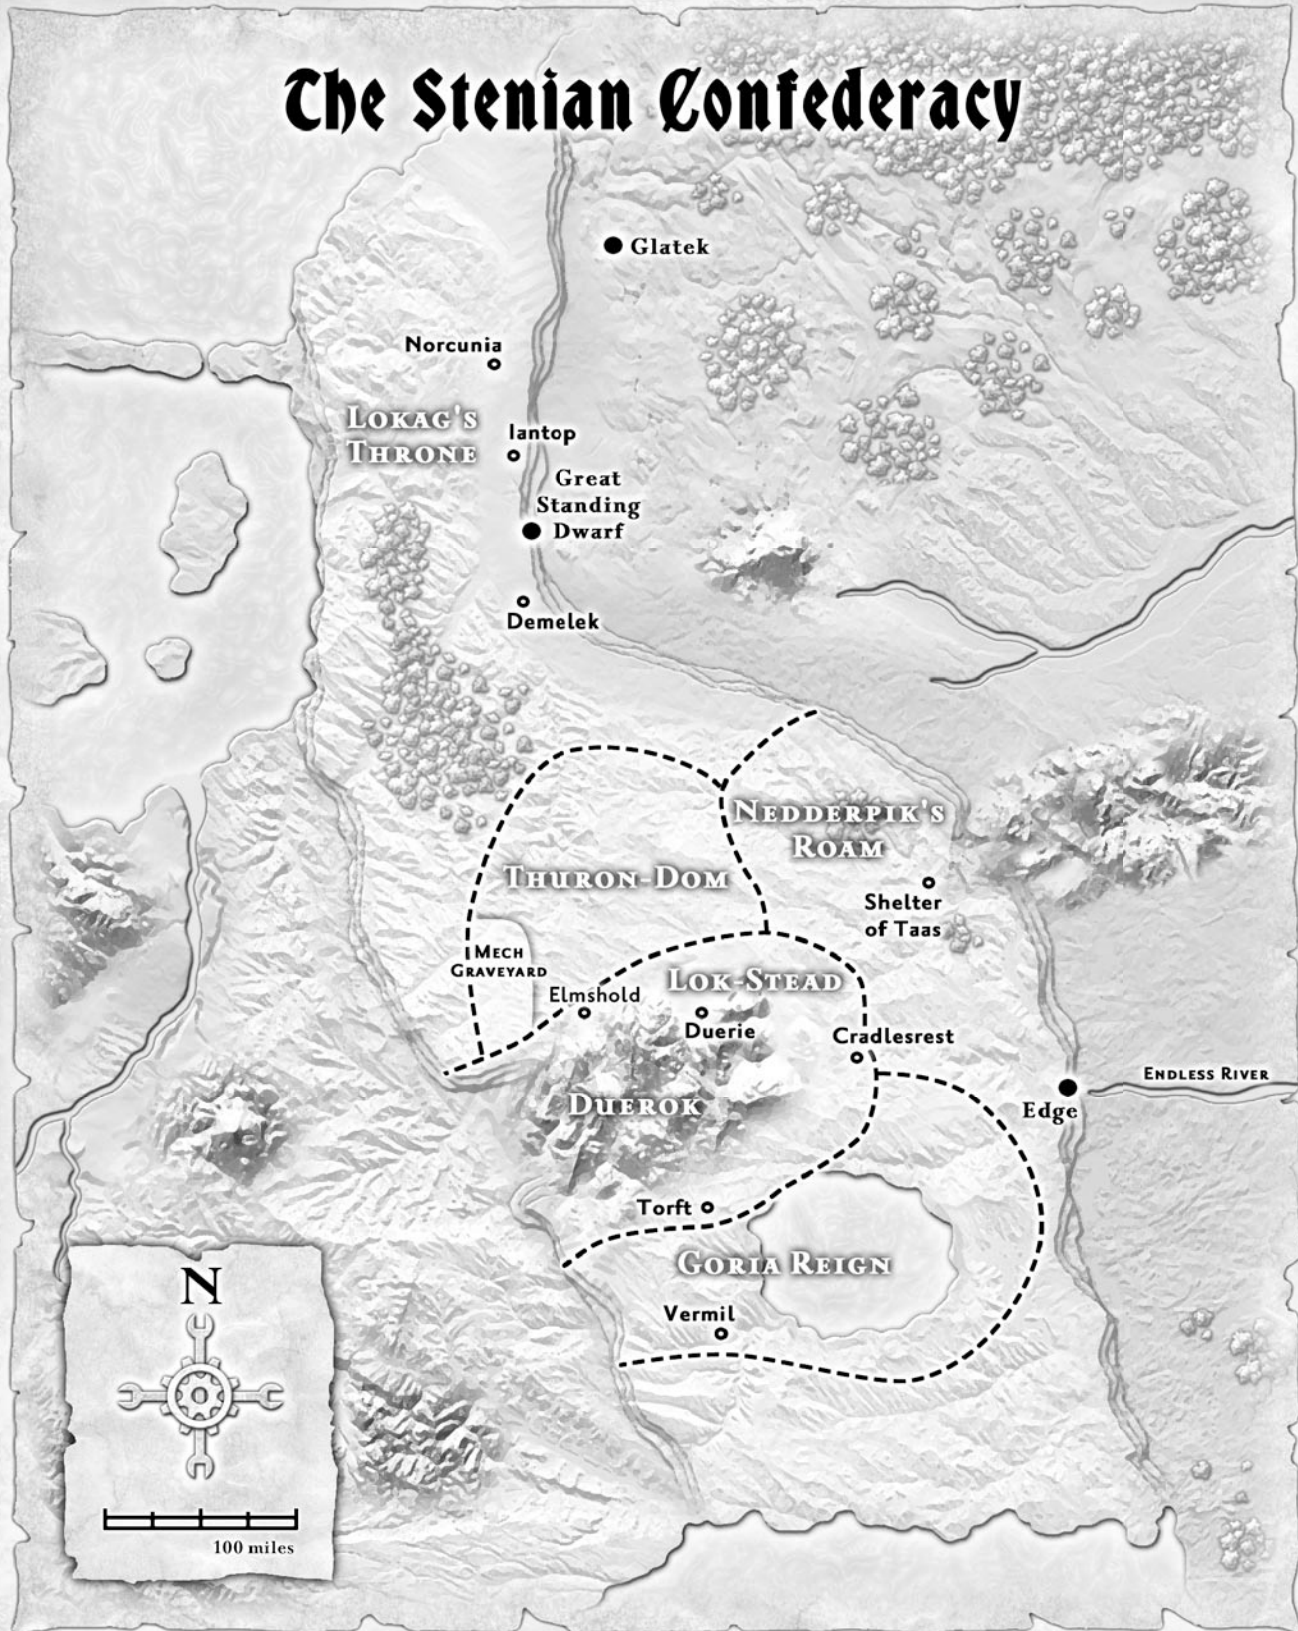 The Stenian Confederacy
Glatek
Norcunia
LOKAG'S
THRONE
Iantop
Great
Standing
Dwarf
Demelek
NEDDERPIK'S
ROAM
THURON-DOM
Shelter
of Taas
MECH
GRAVEYARD
LOK-STEAD
Elmshold
Duerie
Cradlesrest
ENDLESS RIVER
DUEROK
Edge
Torft
GORIA REIGN
Vermil
N
100 miles